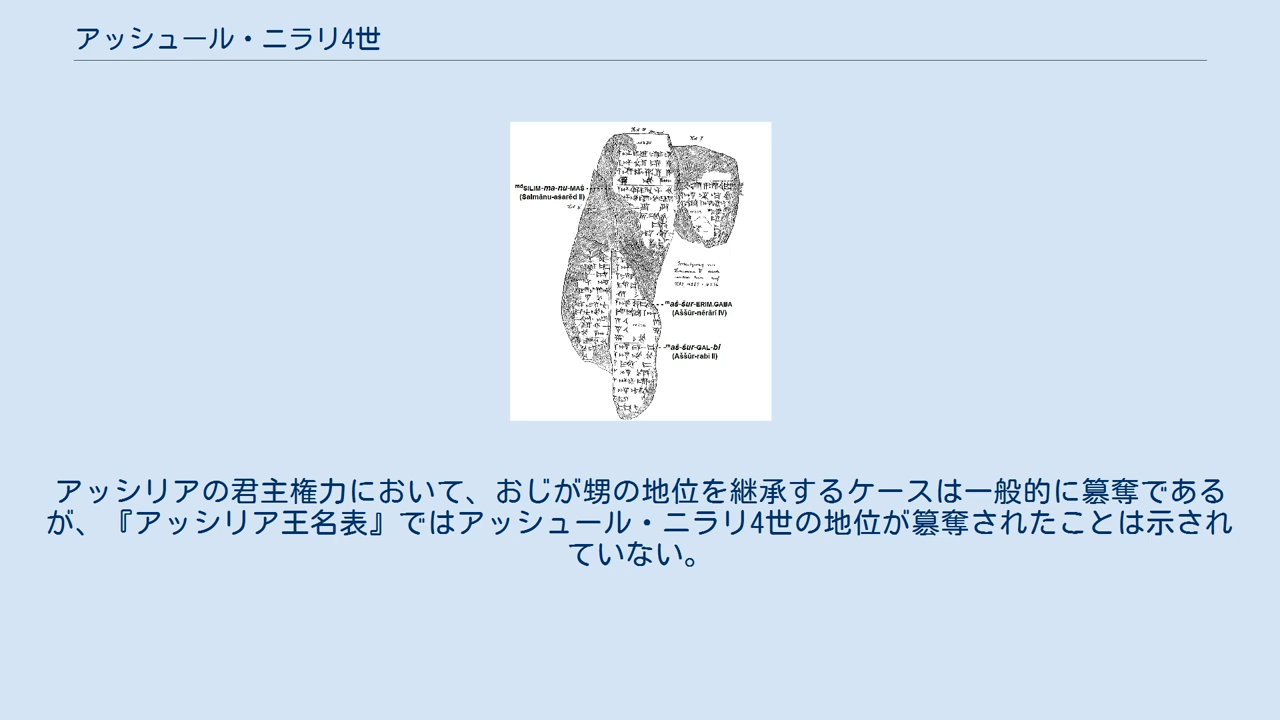 アッシュール・ニラリ4世
mdSILIM-ma-nu-MAŠ
(Salmānu-ašarēd II)
maš-šur-ERIM.GABA
(Aššūr-nērārī IV)
maš-šur-GAL-bi
(Aššūr-rabi II)
アッシリアの君主権力において、おじが甥の地位を継承するケースは一般的に簒奪である
が、『アッシリア王名表』ではアッシュール・ニラリ4世の地位が簒奪されたことは示され
ていない。